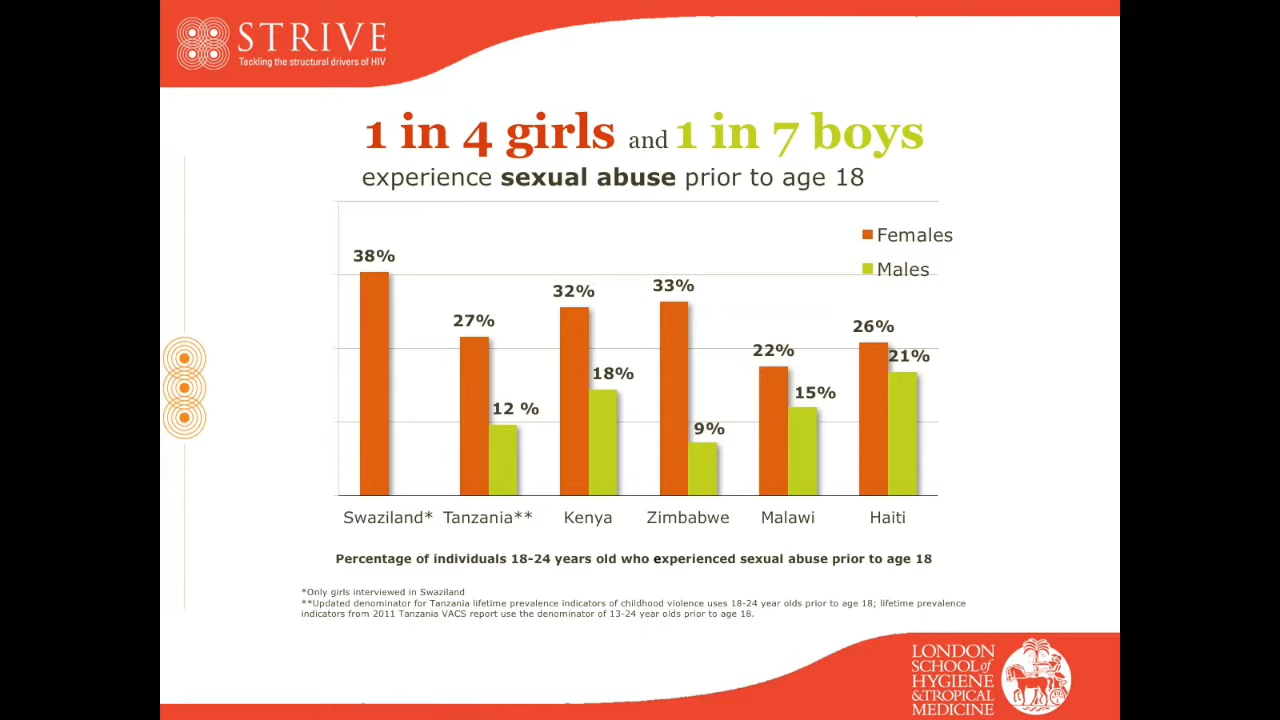 STRIVE
Tackling the structural drivers of HIV
1 in 4 girls and 1 in 7 boys
experience sexual abuse prior to age 18
Females
Males
38%
27%
12 %
32%
18%
33%
9%
22%
15%
26%
21%
Swaziland* Tanzania** Kenya Zimbabwe Malawi Haiti
Percentage of individuals 18-24 years old who experienced sexual abuse prior to age 18
*Only girls interviewed in Swaziland
**Updated denominator for Tanzania lifetime prevalence indicators of childhood violence uses 18-24 year olds prior to age 18; lifetime prevalence
indicators from 2011 Tanzania VACS report use the denominator of 13-24 year olds prior to age 18.
LONDON
SCHOOL of
HYGIENE
& TROPICAL
MEDICINE